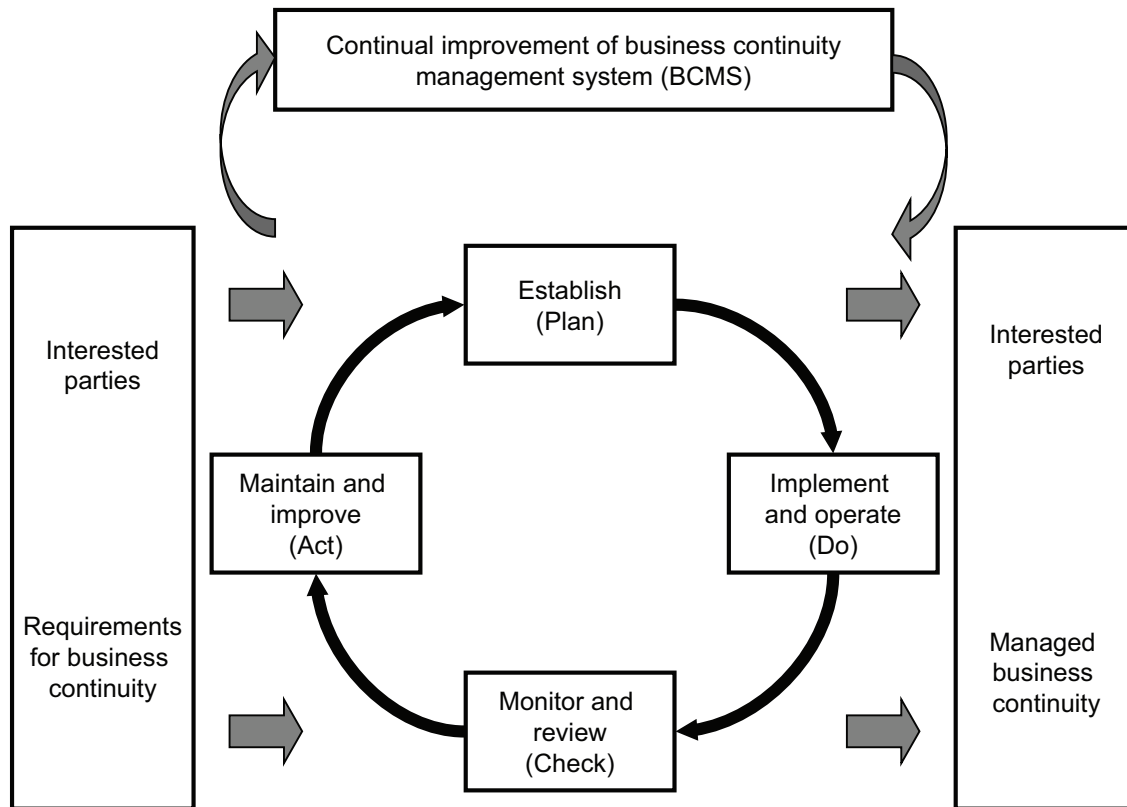 Continual improvement of business continuity
management system (BCMS)
Establish
(Plan)
Interested
parties
Interested
parties
Maintain and
improve
(Act)
Implement
and operate
(Do)
Requirements
for business
continuity
Managed
business
continuity
Monitor and
review
(Check)